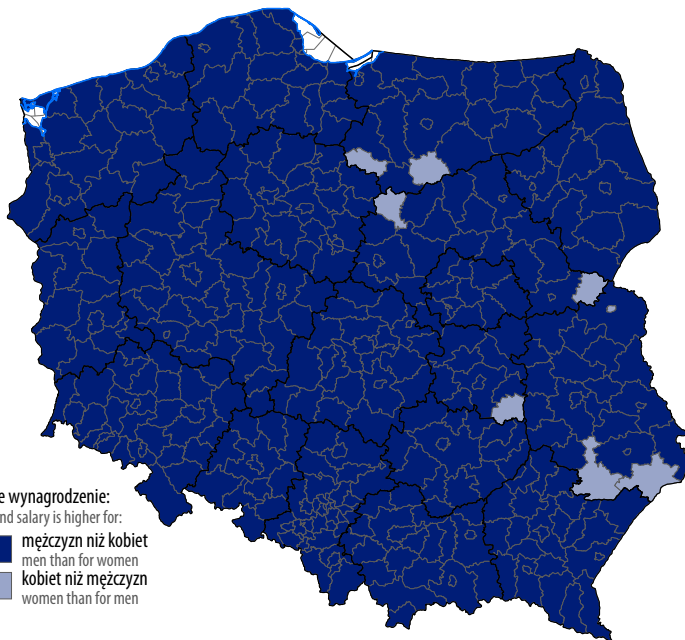 e wynagrodzenie:
nd salary is higher for:
mężczyzn niż kobiet
men than for women
kobiet niż mężczyzn
women than for men